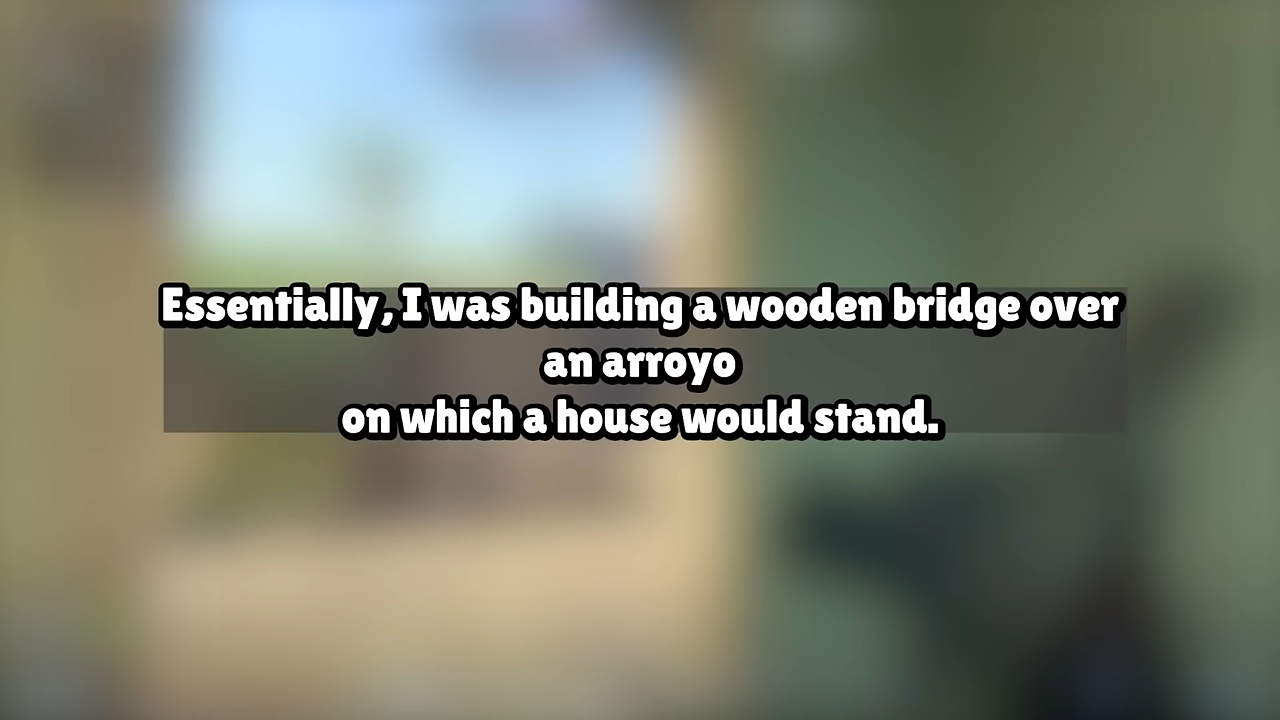 Essentially, I was building a wooden bridge over
an arroyo
on which a house would stand.